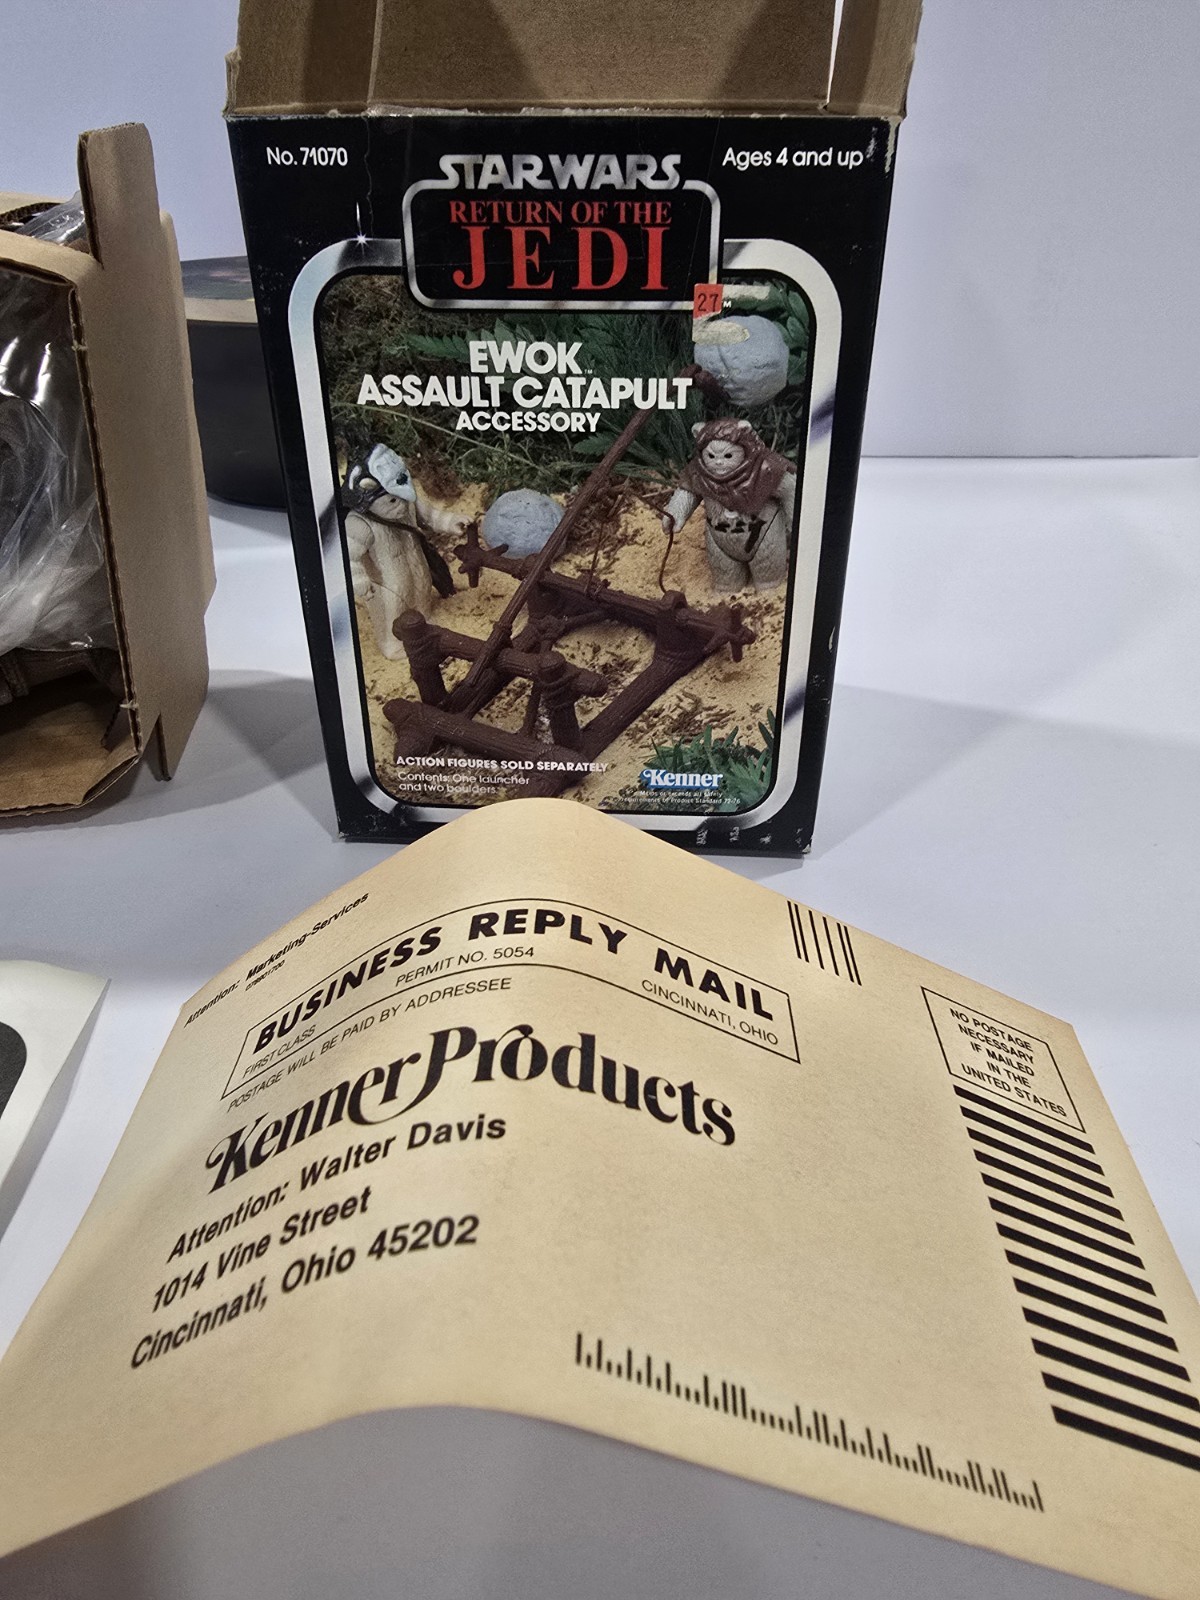 No. 71070
STAR WARS
Ages 4 and up
RETURN OF THE
JEDI
27
EWOK
ASSAULT CATAPULT
ACCESSORY
ACTION FIGURES SOLD SEPARATELY
Contents: One launcher
and two boulders.
Kenner
Attention: Marketing-Services
BUSINESS REPLY MAIL
FIRST CLASS
PERMIT NO. 5054
CINCINNATI, OHIO
POSTAGE WILL BE PAID BY ADDRESSEE
Kenner Products
Attention: Walter Davis
1014 Vine Street
Cincinnati, Ohio 45202
NO POSTAGE
NECESSARY
IF MAILED
IN THE
UNITED STATES